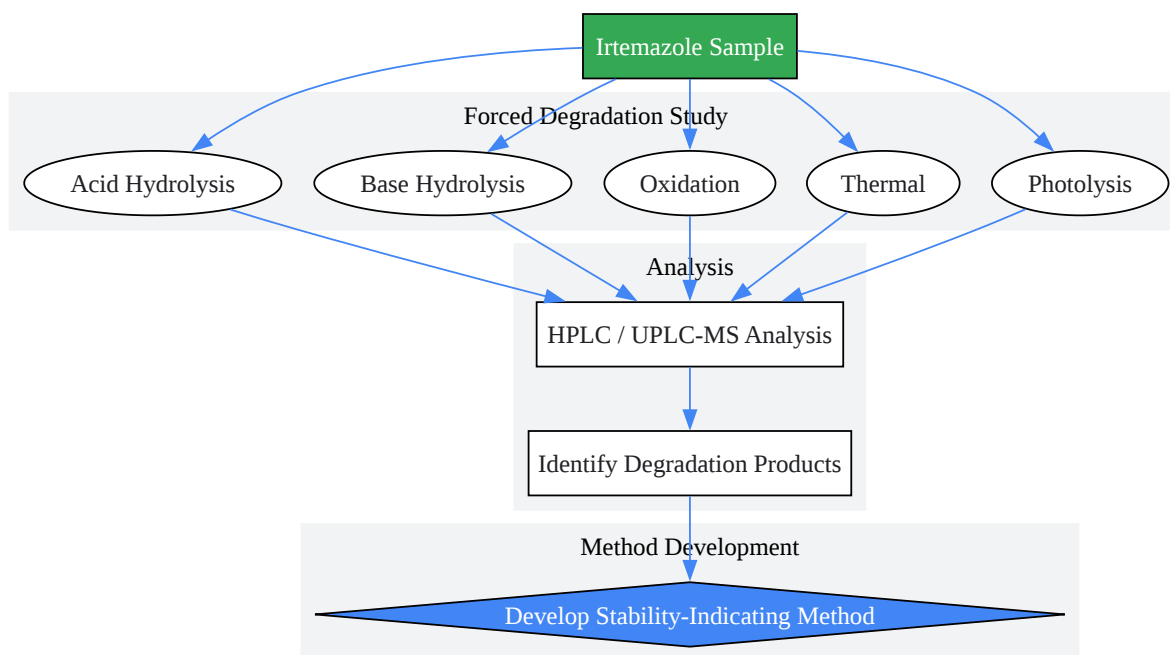 Irtemazole Sample
Forced Degradation Study
Acid Hydrolysis
Base Hydrolysis
Oxidation
Thermal
Photolysis
Analysis
HPLC / UPLC-MS Analysis
Identify Degradation Products
Method Development
Develop Stability-Indicating Method